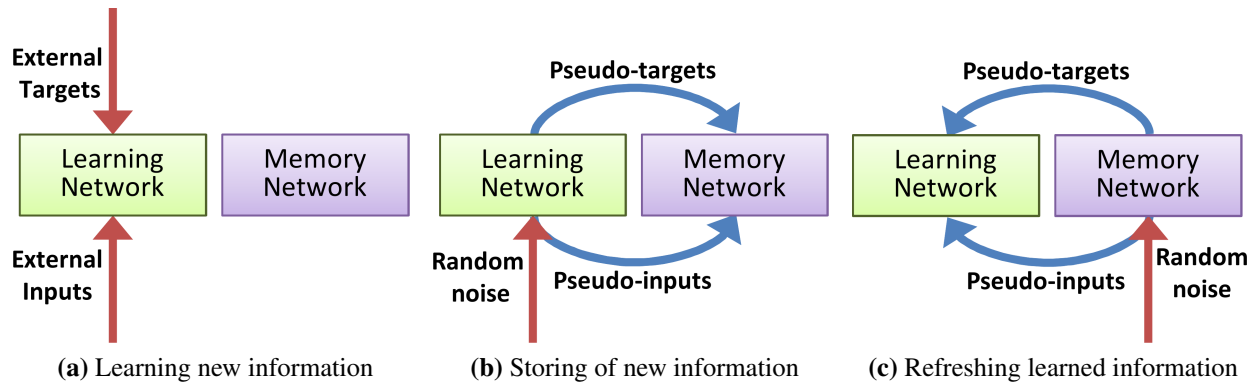 External
Targets
Learning
Network
Memory
Network
External
Inputs
(a) Learning new information
Pseudo-targets
Learning
Network
Memory
Network
Random
noise
Pseudo-inputs
(b) Storing of new information
Pseudo-targets
Learning
Network
Memory
Network
Pseudo-inputs
Random
noise
(c) Refreshing learned information